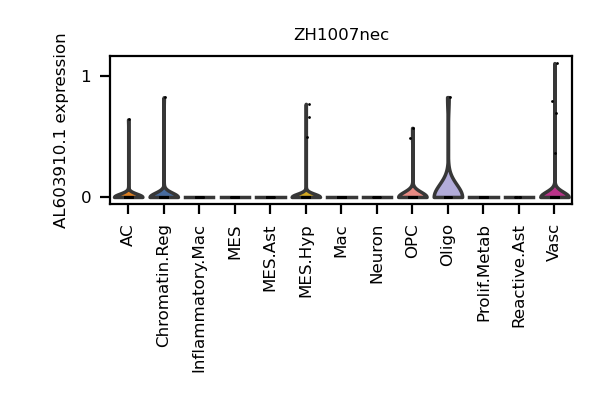 ZH1007nec
AL603910.1 expression
1
0
AC
Chromatin.Reg
Inflammatory.Mac
MES
MES.Ast
MES.Hyp
Mac
Neuron
OPC
Oligo
Prolif.Metab
Reactive.Ast
Vasc